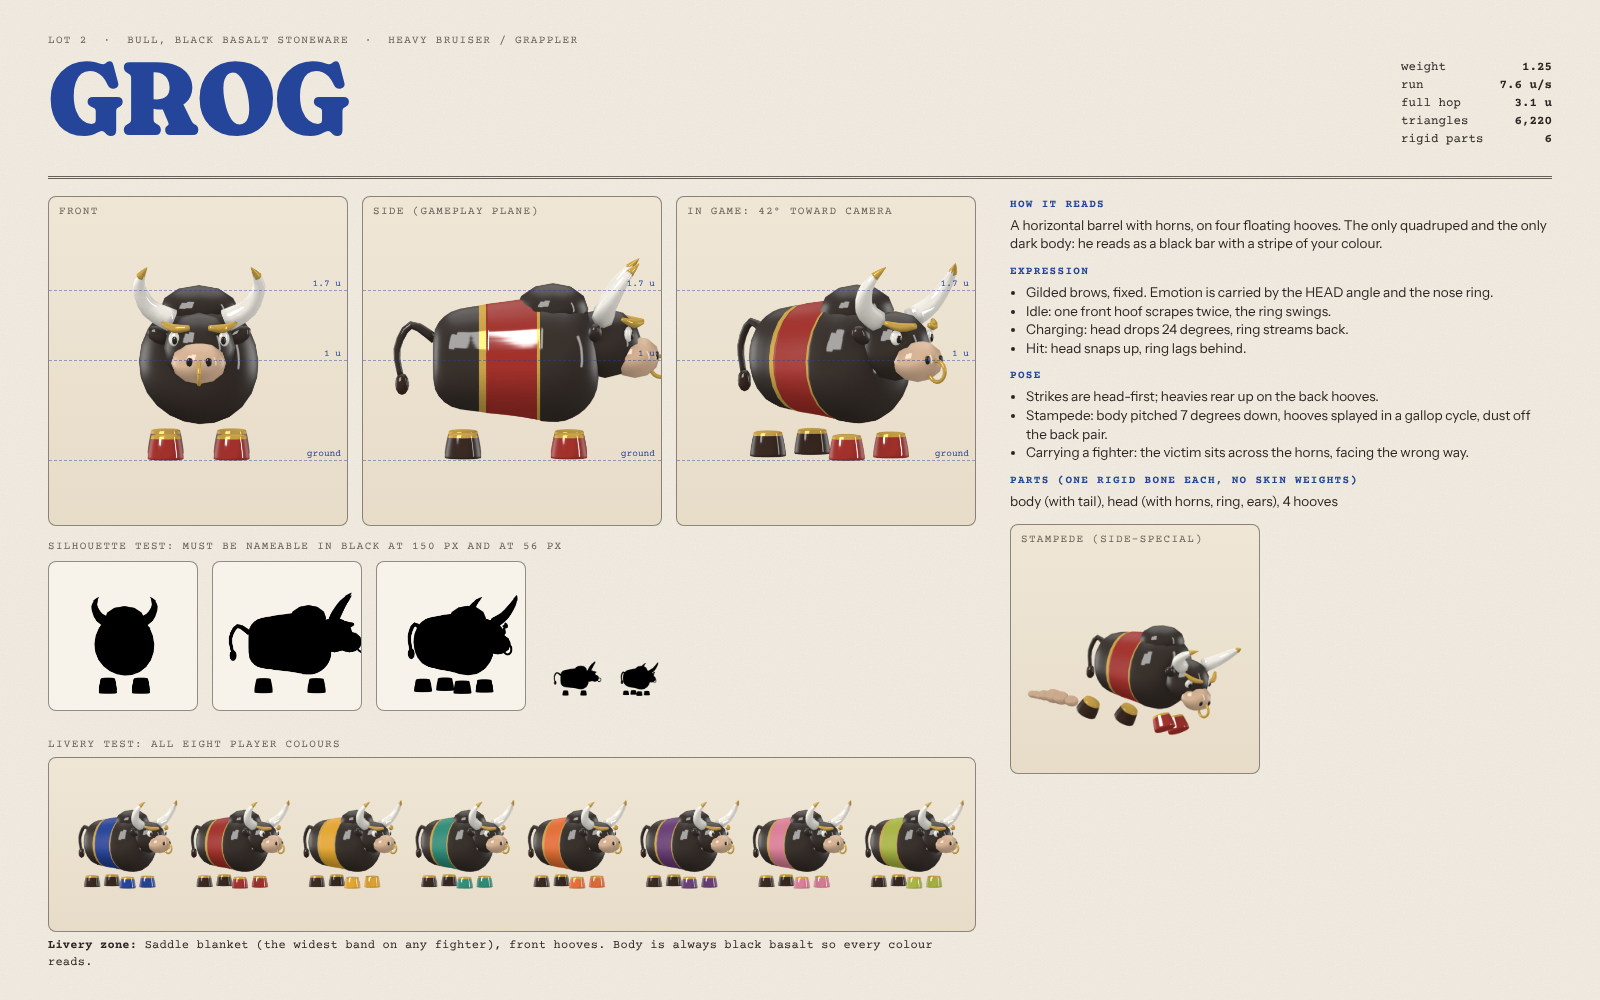 LOT 2 · BULL, BLACK BASALT STONEWARE · HEAVY BRUISER / GRAPPLER
GROG
weight 1.25
run 7.6 u/s
full hop 3.1 u
triangles 6,220
rigid parts 6
FRONT
1.7 u
1 u
ground
SIDE (GAMEPLAY PLANE)
1.7 u
1 u
ground
IN GAME: 42° TOWARD CAMERA
1.7 u
1 u
ground
HOW IT READS
A horizontal barrel with horns, on four floating hooves. The only quadruped and the only
dark body: he reads as a black bar with a stripe of your colour.
EXPRESSION
• Gilded brows, fixed. Emotion is carried by the HEAD angle and the nose ring.
• Idle: one front hoof scrapes twice, the ring swings.
• Charging: head drops 24 degrees, ring streams back.
• Hit: head snaps up, ring lags behind.
POSE
• Strikes are head-first; heavies rear up on the back hooves.
• Stampede: body pitched 7 degrees down, hooves splayed in a gallop cycle, dust off
the back pair.
• Carrying a fighter: the victim sits across the horns, facing the wrong way.
PARTS (ONE RIGID BONE EACH, NO SKIN WEIGHTS)
body (with tail), head (with horns, ring, ears), 4 hooves
STAMPEDE (SIDE-SPECIAL)
SILHOUETTE TEST: MUST BE NAMEABLE IN BLACK AT 150 PX AND AT 56 PX
LIVERY TEST: ALL EIGHT PLAYER COLOURS
Livery zone: Saddle blanket (the widest band on any fighter), front hooves. Body is always black basalt so every colour
reads.